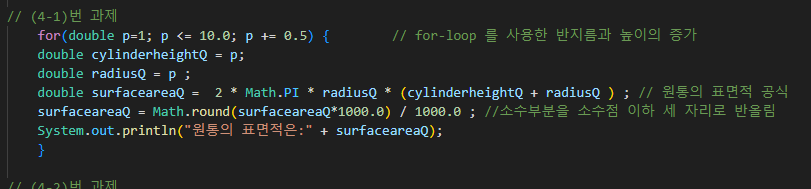 // (4-1)번 과제
for(double p=1; p <= 10.0; p += 0.5) { // for-loop 를 사용한 반지름과 높이의 증가
double cylinderheightQ = p;
double radiusQ = p ;
double surfaceareaQ =  2 * Math.PI * radiusQ * (cylinderheightQ + radiusQ ) ; // 원통의 표면적 공식
surfaceareaQ = Math.round(surfaceareaQ*1000.0) / 1000.0 ; //소수부분을 소수점 이하 세 자리로 반올림
System.out.println("원통의 표면적은:" + surfaceareaQ);
}
// (4-2)번 과제